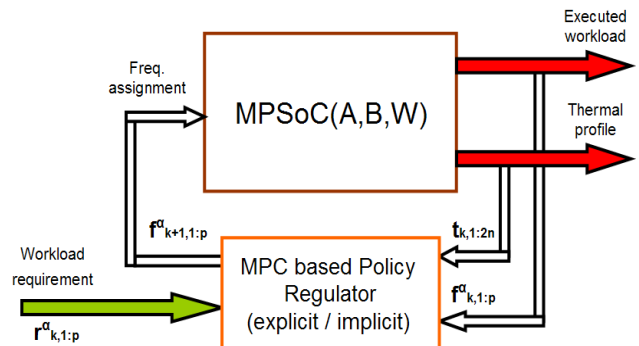 Executed
workload
Freq.
assignment
MPSoC(A,B,W)
Thermal
profile
f^α_{k+1,1:p}
t_{k,1:2n}
Workload
requirement
MPC based Policy
Regulator
(explicit / implicit)
f^α_{k,1:p}
r^α_{k,1:p}